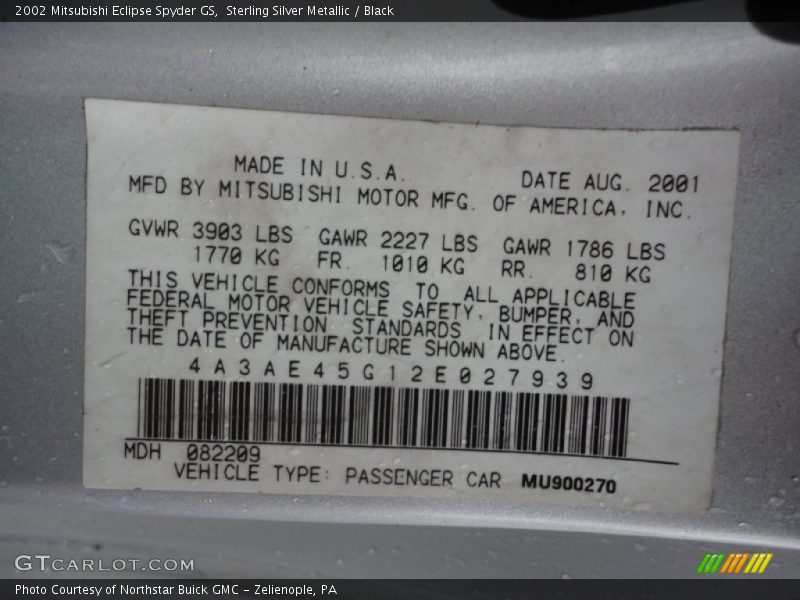 2002 Mitsubishi Eclipse Spyder GS,  Sterling Silver Metallic / Black
MADE IN U.S.A. DATE AUG. 2001
MFD BY MITSUBISHI MOTOR MFG. OF AMERICA, INC.
GVWR 3903 LBS GAWR 2227 LBS GAWR 1786 LBS
1770 KG FR. 1010 KG RR. 810 KG
THIS VEHICLE CONFORMS TO ALL APPLICABLE
FEDERAL MOTOR VEHICLE SAFETY, BUMPER, AND
THEFT PREVENTION STANDARDS IN EFFECT ON
THE DATE OF MANUFACTURE SHOWN ABOVE.
4A3AE45G12E027939
MDH 082209
VEHICLE TYPE: PASSENGER CAR MU900270
GTCARLOT.COM
Photo Courtesy of Northstar Buick GMC – Zelienople, PA